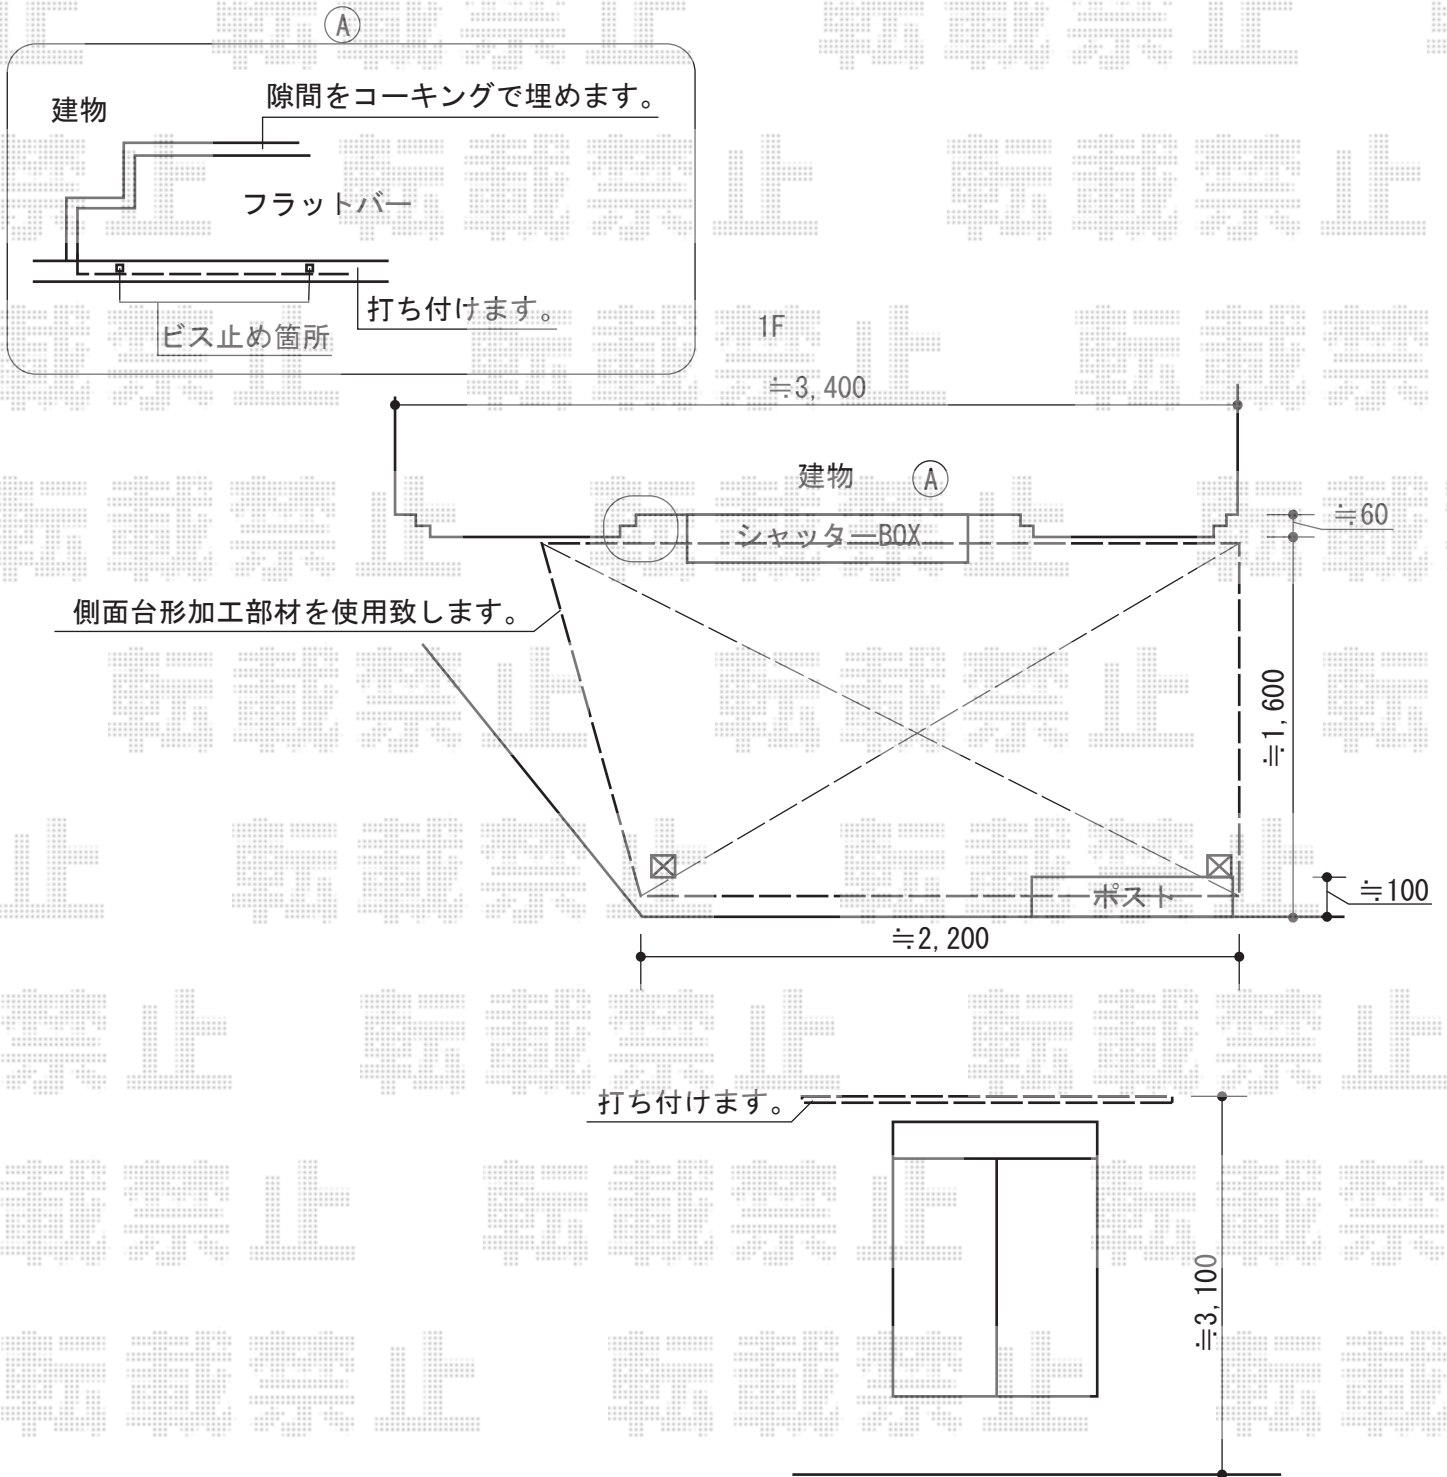 A
建物
隙間をコーキングで埋めます。
フラットバー
打ち付けます。
ビス止め箇所
1F
≒3,400
建物
A
シャッターBOX
≒60
側面台形加工部材を使用致します。
≒1,600
ポスト
≒100
≒2,200
打ち付けます。
≒3,100
転載禁止